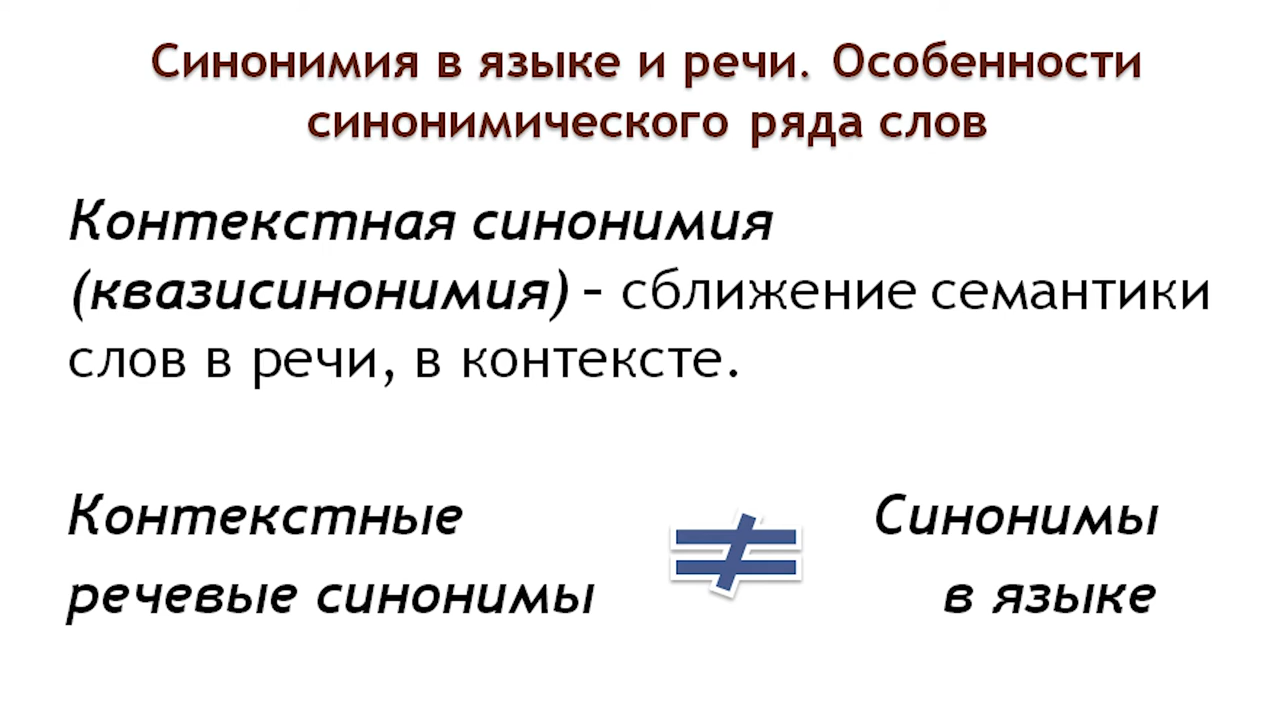 Синонимия в языке и речи. Особенности
синонимического ряда слов
Контекстная синонимия
(квазисинонимия) – сближение семантики
слов в речи, в контексте.
Контекстные ≠ Синонимы
речевые синонимы в языке